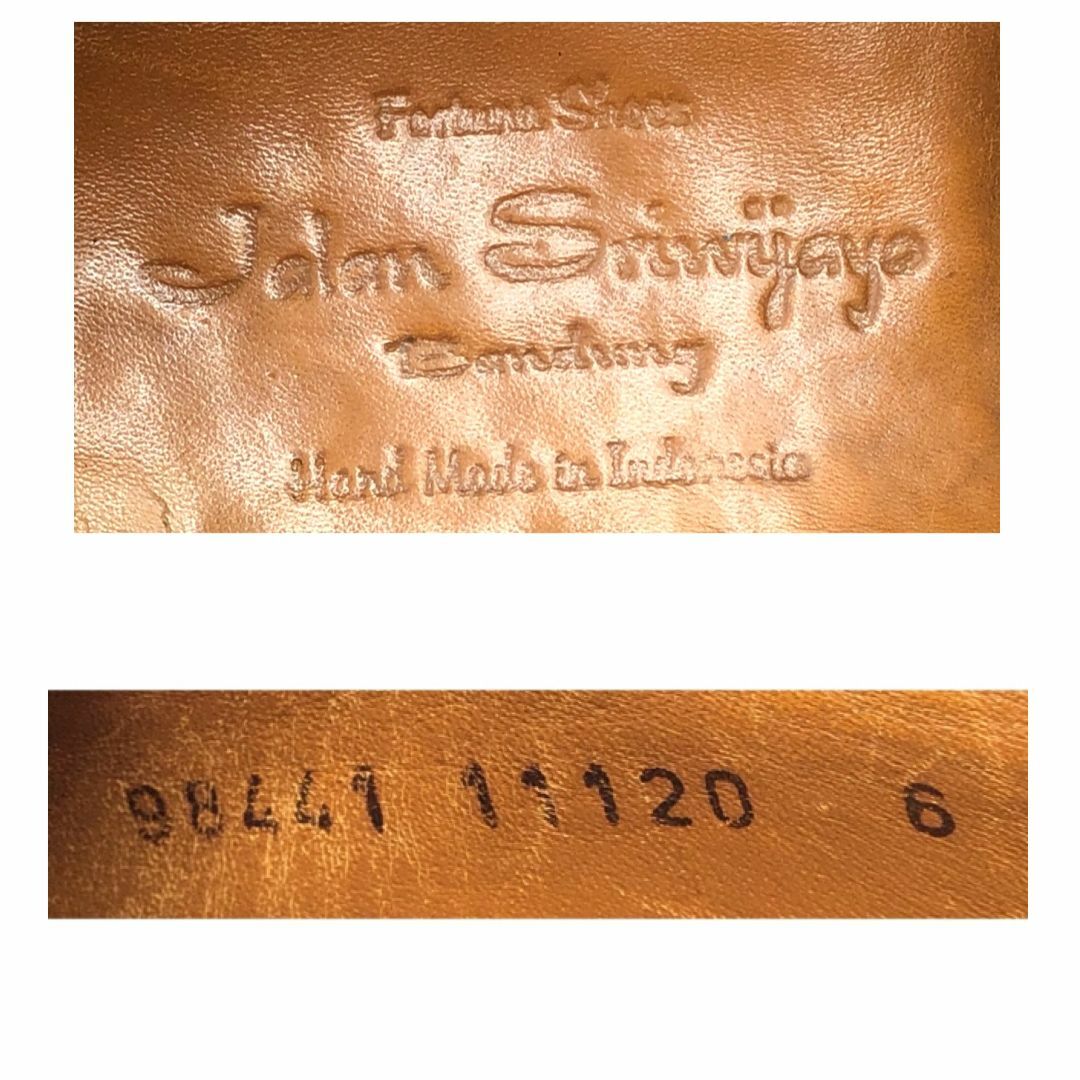 Fortuna Shoes
Jalan Sriwijaya
Bandung
Hand Made in Indonesia
98441 11120 6